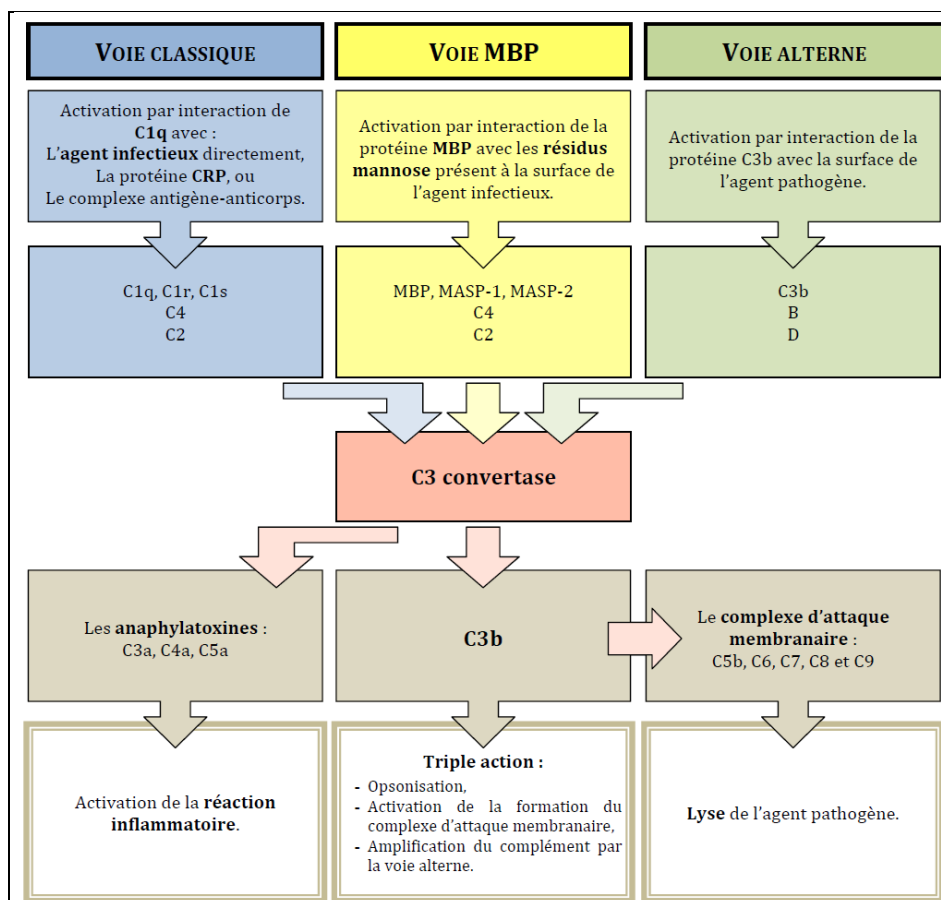 VOIE CLASSIQUE
VOIE MBP
VOIE ALTERNE
Activation par interaction de
C1q avec :
L'agent infectieux directement,
La protéine CRP, ou
Le complexe antigène-anticorps.
Activation par interaction de la
protéine MBP avec les résidus
mannose présent à la surface de
l'agent infectieux.
Activation par interaction de la
protéine C3b avec la surface de
l'agent pathogène.
C1q, C1r, C1s
C4
C2
MBP, MASP-1, MASP-2
C4
C2
C3b
B
D
C3 convertase
Les anaphylatoxines :
C3a, C4a, C5a
C3b
Le complexe d'attaque
membranaire :
C5b, C6, C7, C8 et C9
Activation de la réaction
inflammatoire.
Triple action :
- Opsonisation,
- Activation de la formation du
complexe d'attaque membranaire,
- Amplification du complément par
la voie alterne.
Lyse de l'agent pathogène.